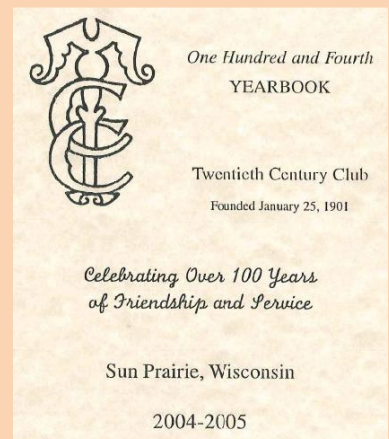 One Hundred and Fourth
YEARBOOK
Twentieth Century Club
Founded January 25, 1901
Celebrating Over 100 Years
of Friendship and Service
Sun Prairie, Wisconsin
2004-2005